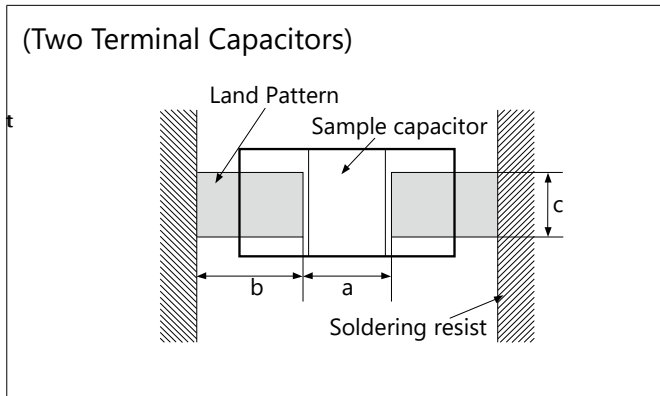 (Two Terminal Capacitors)
Land Pattern
t
Sample capacitor
c
b
a
Soldering resist